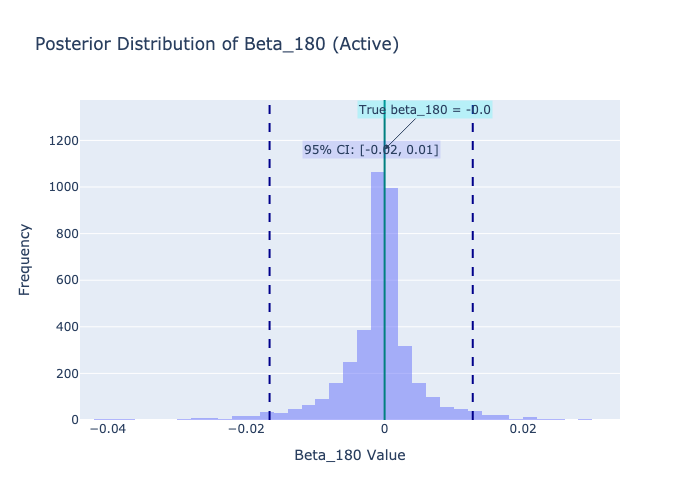 Posterior Distribution of Beta_180 (Active)
True beta_180 = -0.0
95% CI: [-0.02, 0.01]
1200
1000
800
600
400
200
0
Frequency
−0.04
−0.02
0
0.02
Beta_180 Value